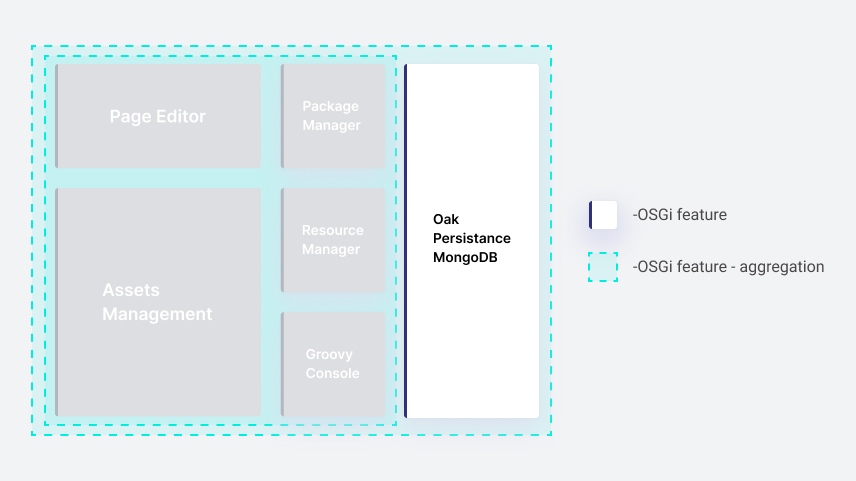 Page Editor
Package
Manager
Assets
Management
Resource
Manager
Groovy
Console
Oak
Persistance
MongoDB
-OSGi feature
-OSGi feature - aggregation